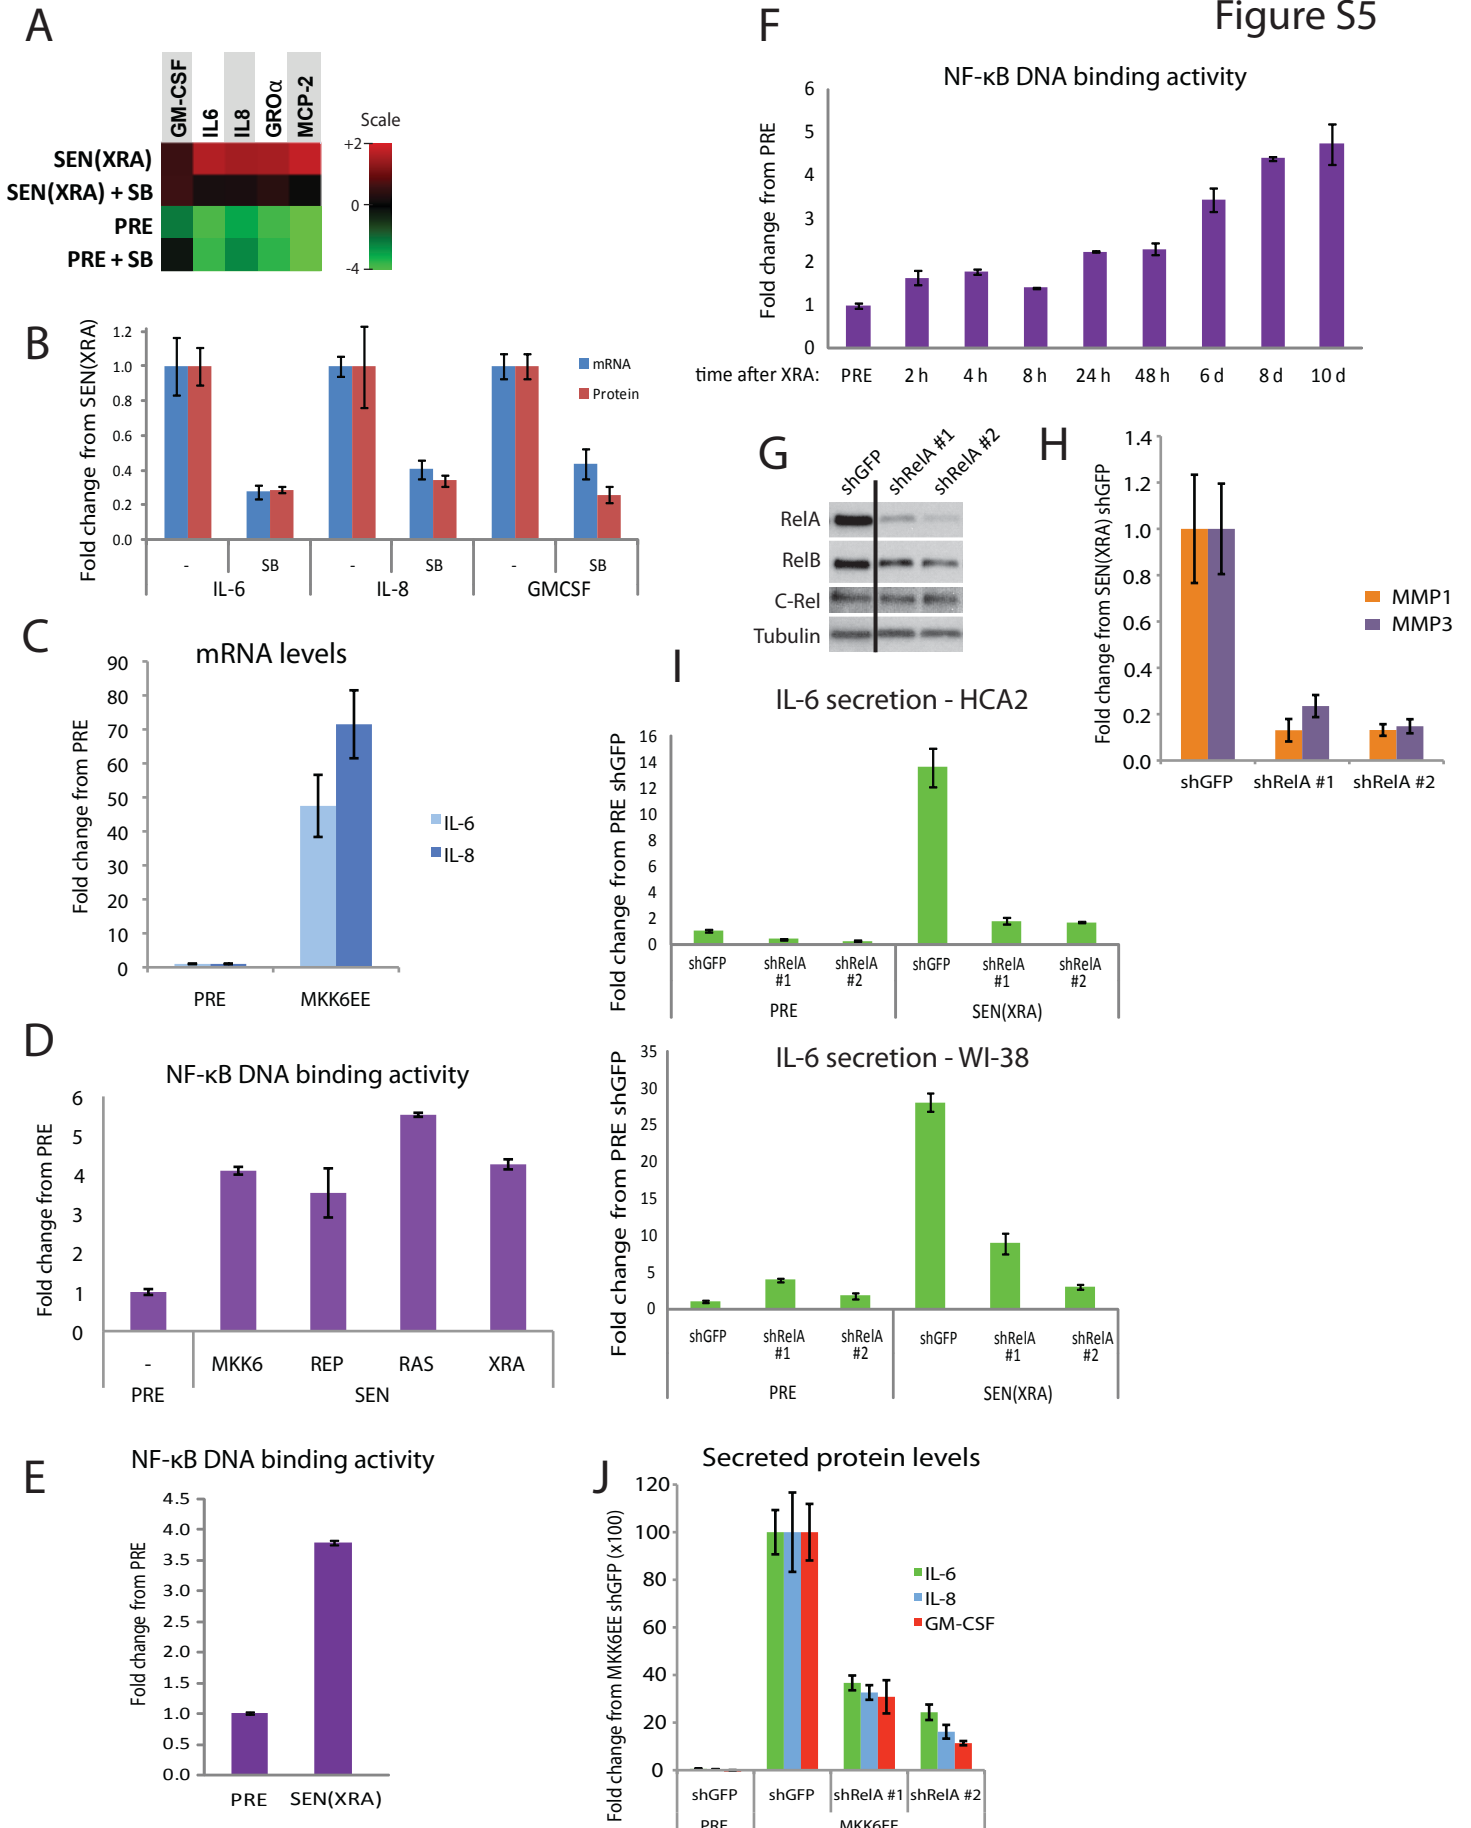 Figure S5
A
GM-CSF
IL6
IL8
GROα
MCP-2
Scale
+2
0
-4
SEN(XRA)
SEN(XRA) + SB
PRE
PRE + SB
B
Fold change from SEN(XRA)
1.2
1.0
0.8
0.6
0.4
0.2
0.0
mRNA
Protein
- SB - SB - SB
IL-6 IL-8 GMCSF
C
mRNA levels
Fold change from PRE
90
80
70
60
50
40
30
20
10
0
IL-6
IL-8
PRE MKK6EE
D
NF-κB DNA binding activity
Fold change from PRE
6
5
4
3
2
1
0
- MKK6 REP RAS XRA
PRE SEN
E
NF-κB DNA binding activity
Fold change from PRE
4.5
4.0
3.5
3.0
2.5
2.0
1.5
1.0
0.5
0.0
PRE SEN(XRA)
F
NF-κB DNA binding activity
Fold change from PRE
6
5
4
3
2
1
0
time after XRA: PRE 2 h 4 h 8 h 24 h 48 h 6 d 8 d 10 d
G
shGFP
shRelA #1
shRelA #2
RelA
RelB
C-Rel
Tubulin
H
Fold change from SEN(XRA) shGFP
1.4
1.2
1.0
0.8
0.6
0.4
0.2
0.0
MMP1
MMP3
shGFP shRelA #1 shRelA #2
I
IL-6 secretion - HCA2
Fold change from PRE shGFP
16
14
12
10
8
6
4
2
0
shGFP shRelA shRelA shGFP shRelA shRelA
#1 #2 #1 #2
PRE SEN(XRA)
IL-6 secretion - WI-38
Fold change from PRE shGFP
35
30
25
20
15
10
5
0
shGFP shRelA shRelA shGFP shRelA shRelA
#1 #2 #1 #2
PRE SEN(XRA)
J
Secreted protein levels
Fold change from MKK6EE shGFP (x100)
120
100
80
60
40
20
0
IL-6
IL-8
GM-CSF
shGFP shGFP shRelA #1 shRelA #2
PRE MKK6EE